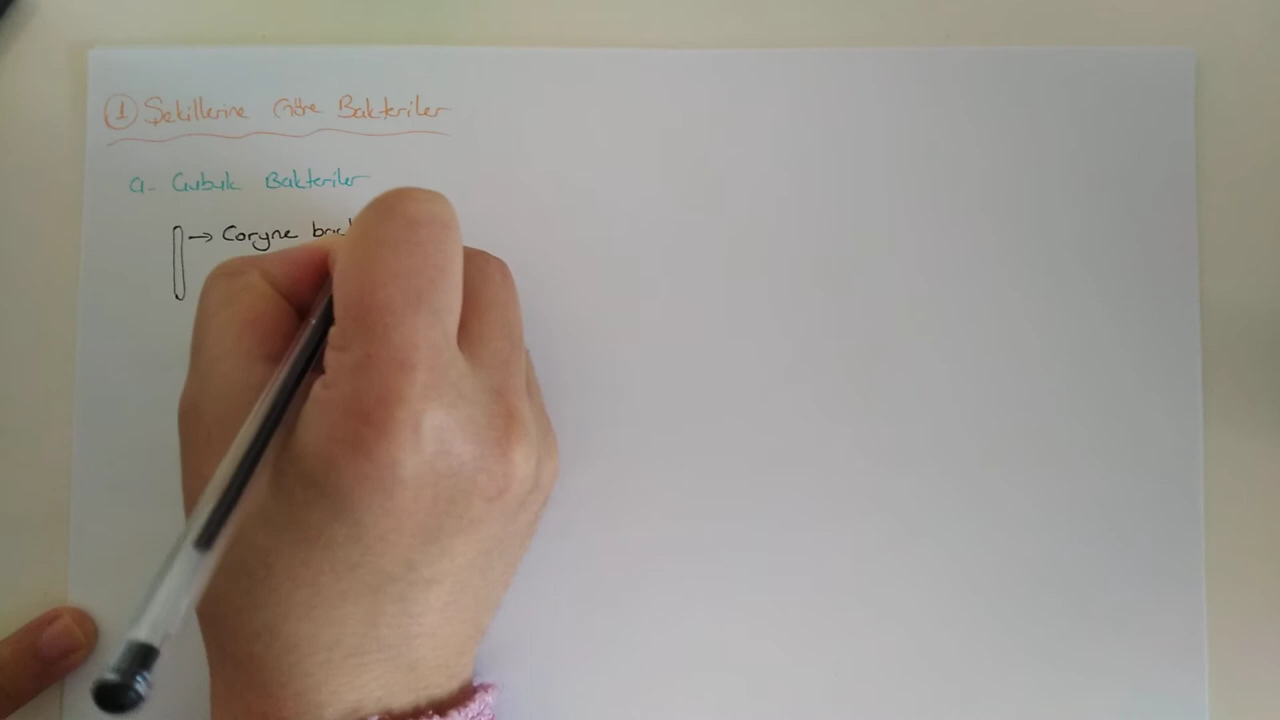 ① Şekillerine Göre Bakteriler
a- Çubuk Bakteriler
→ Coryne